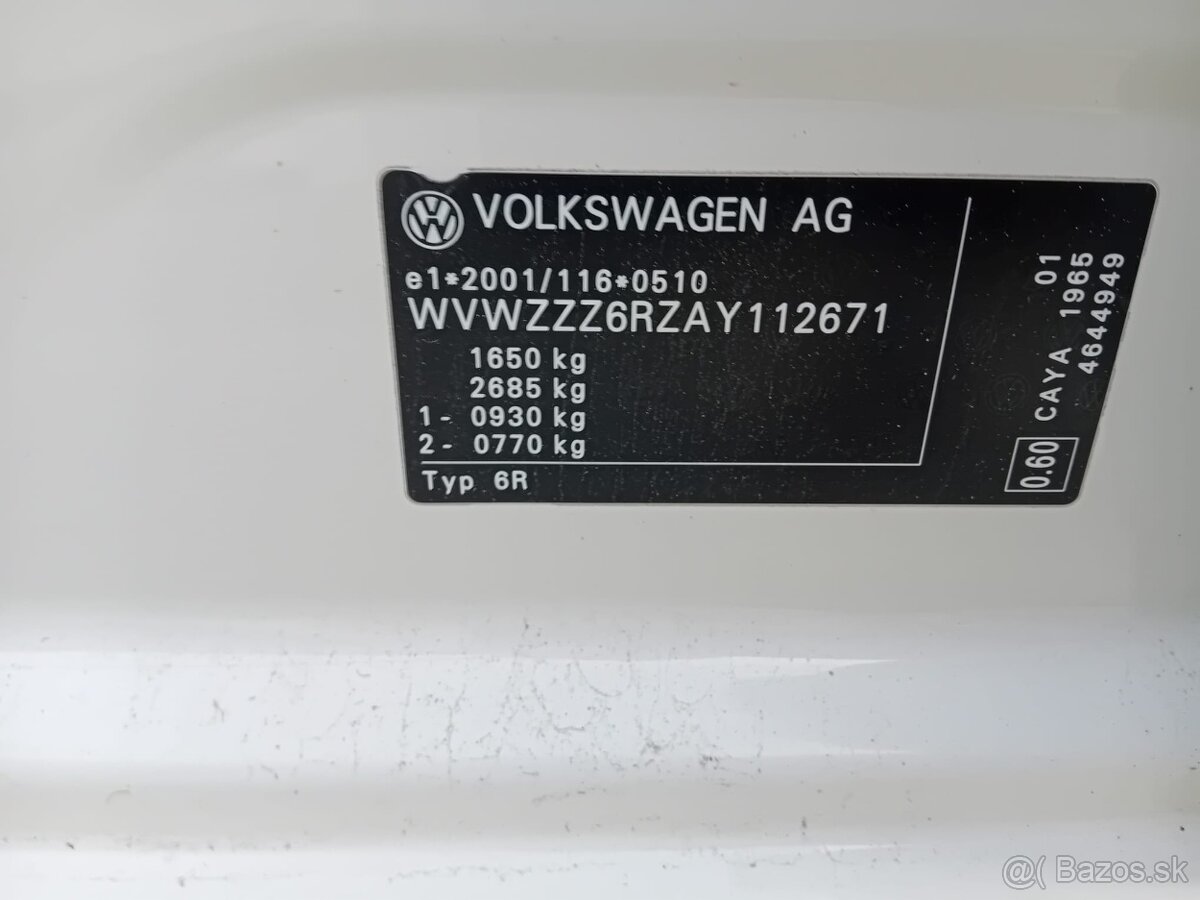 VOLKSWAGEN AG
e1*2001/116*0510
WVWZZZ6RZAY112671
1650 kg
2685 kg
1- 0930 kg
2- 0770 kg
Typ 6R
0.60
CAYA 1965 01
4644949
@( Bazos.sk